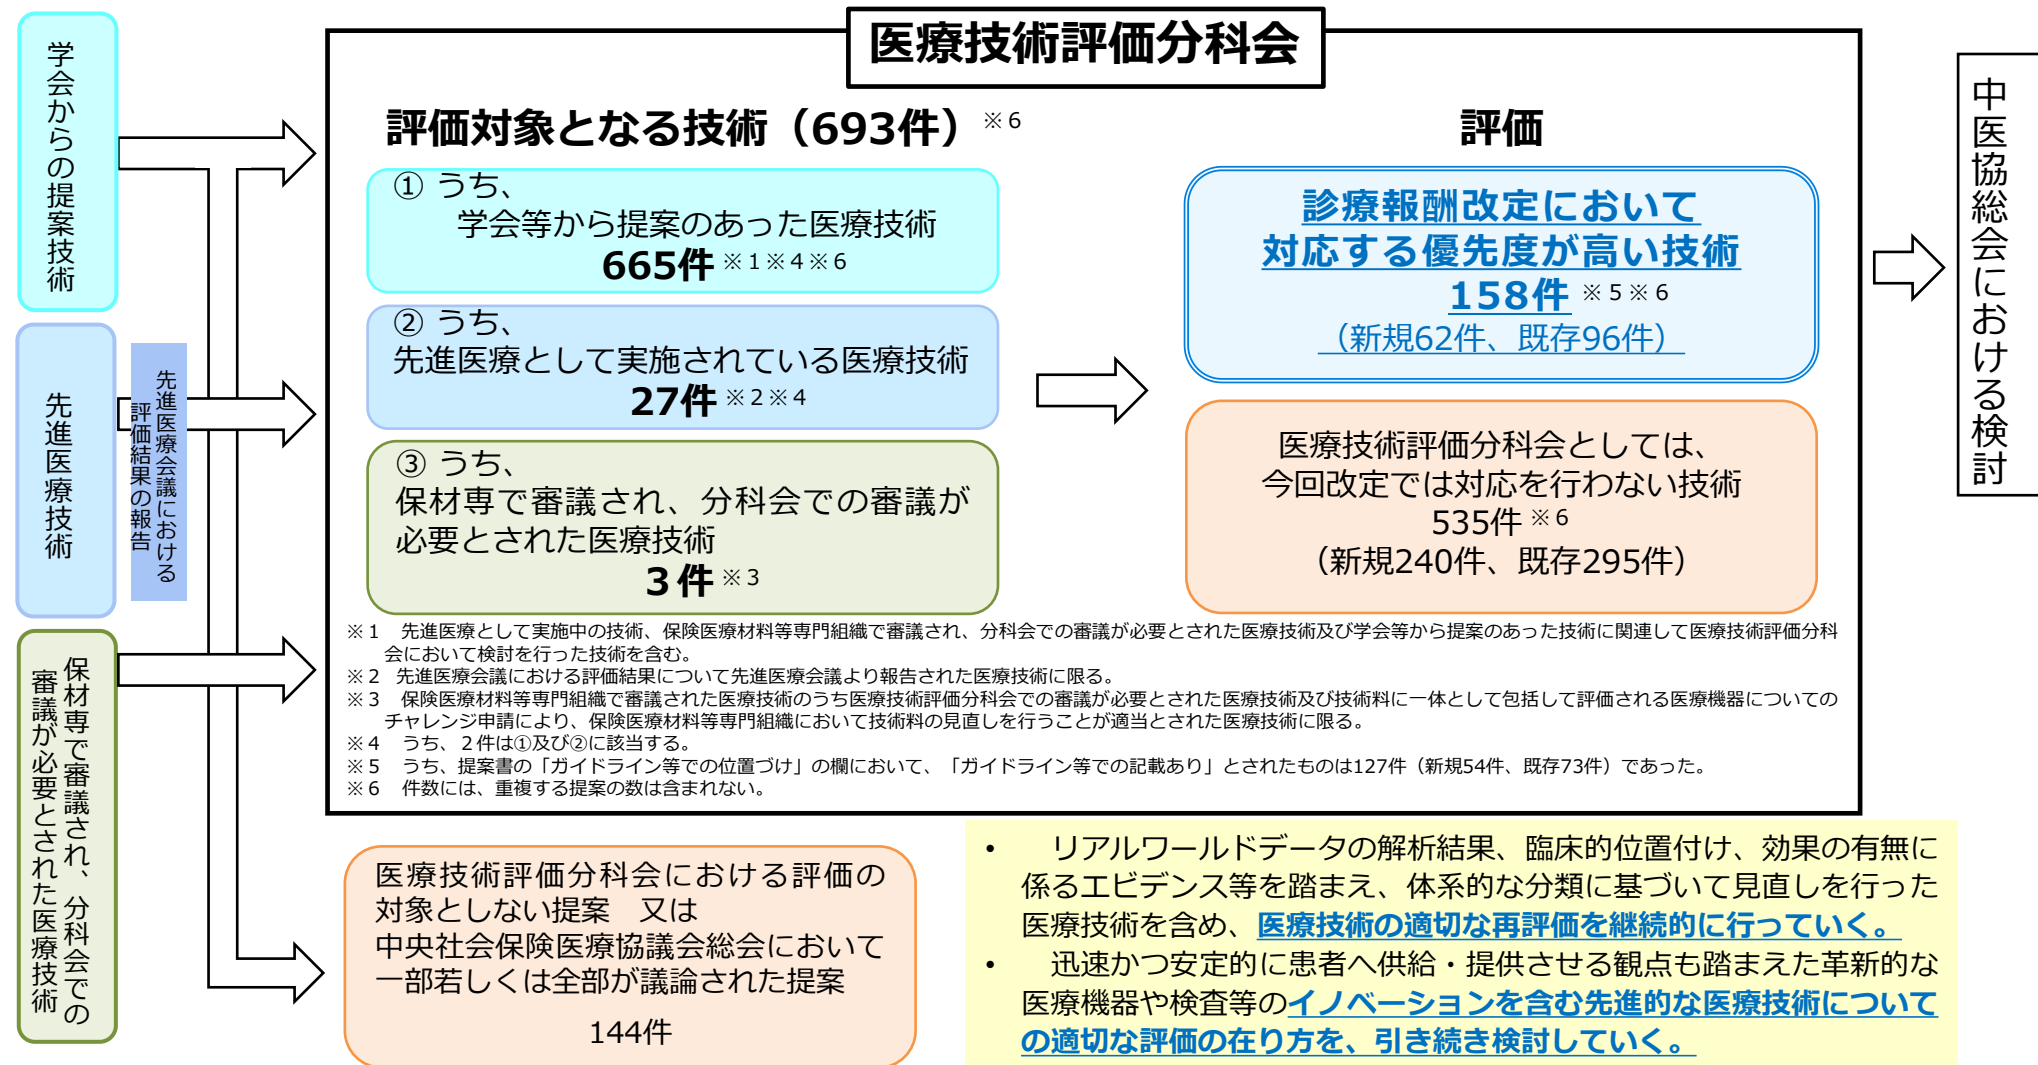 医療技術評価分科会
学会からの提案技術
先進医療技術
先進医療会議における
評価結果の報告
保材専で審議され、分科会での
審議が必要とされた医療技術
評価対象となる技術（693件）※６
① うち、
学会等から提案のあった医療技術
665件 ※１※４※６
② うち、
先進医療として実施されている医療技術
27件 ※２※４
③ うち、
保材専で審議され、分科会での審議が
必要とされた医療技術
３件 ※３
評価
診療報酬改定において
対応する優先度が高い技術
158件 ※５※６
（新規62件、既存96件）
医療技術評価分科会としては、
今回改定では対応を行わない技術
535件 ※６
（新規240件、既存295件）
中医協総会における検討
※１　先進医療として実施中の技術、保険医療材料等専門組織で審議され、分科会での審議が必要とされた医療技術及び学会等から提案のあった技術に関連して医療技術評価分科
会において検討を行った技術を含む。
※２ 先進医療会議における評価結果について先進医療会議より報告された医療技術に限る。
※３　保険医療材料等専門組織で審議された医療技術のうち医療技術評価分科会での審議が必要とされた医療技術及び技術料に一体として包括して評価される医療機器についての
チャレンジ申請により、保険医療材料等専門組織において技術料の見直しを行うことが適当とされた医療技術に限る。
※４　うち、２件は①及び②に該当する。
※５　うち、提案書の「ガイドライン等での位置づけ」の欄において、「ガイドライン等での記載あり」とされたものは127件（新規54件、既存73件）であった。
※６　件数には、重複する提案の数は含まれない。
医療技術評価分科会における評価の
対象としない提案　又は
中央社会保険医療協議会総会において
一部若しくは全部が議論された提案
144件
•　リアルワールドデータの解析結果、臨床的位置付け、効果の有無に
係るエビデンス等を踏まえ、体系的な分類に基づいて見直しを行った
医療技術を含め、医療技術の適切な再評価を継続的に行っていく。
•　迅速かつ安定的に患者へ供給・提供させる観点も踏まえた革新的な
医療機器や検査等のイノベーションを含む先進的な医療技術について
の適切な評価の在り方を、引き続き検討していく。